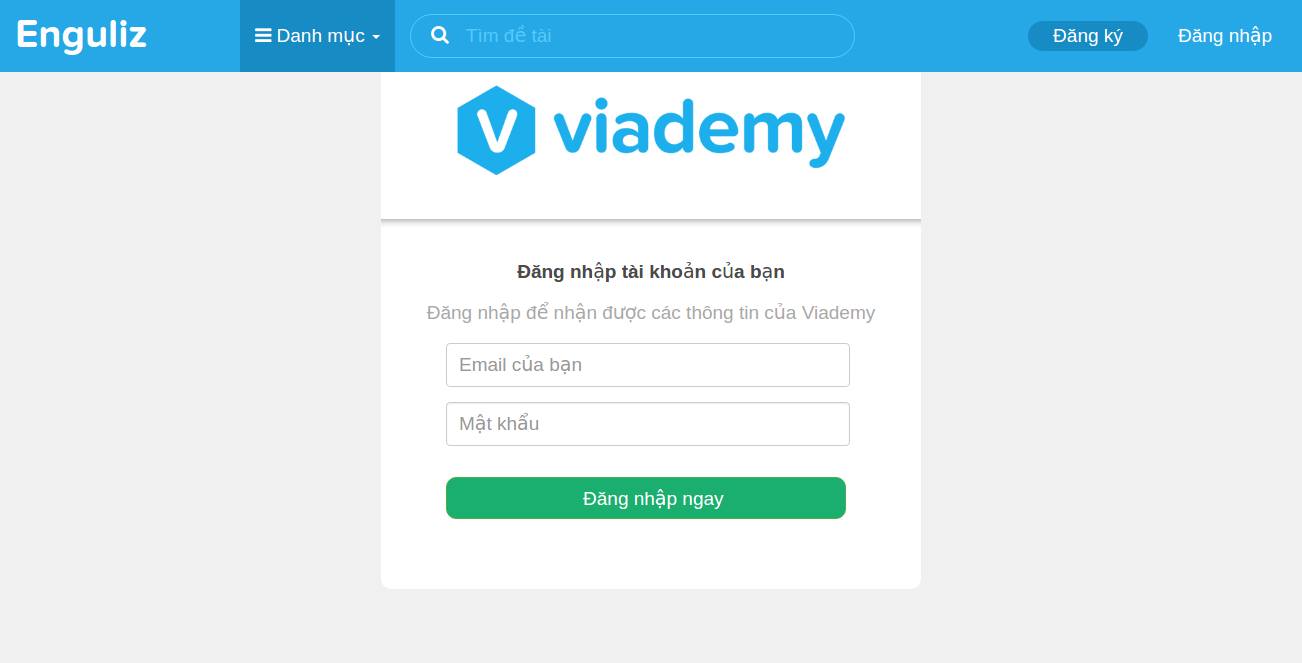 Enguliz
Danh mục
Tìm đề tài
Đăng ký
Đăng nhập
V viademy
Đăng nhập tài khoản của bạn
Đăng nhập để nhận được các thông tin của Viademy
Email của bạn
Mật khẩu
Đăng nhập ngay